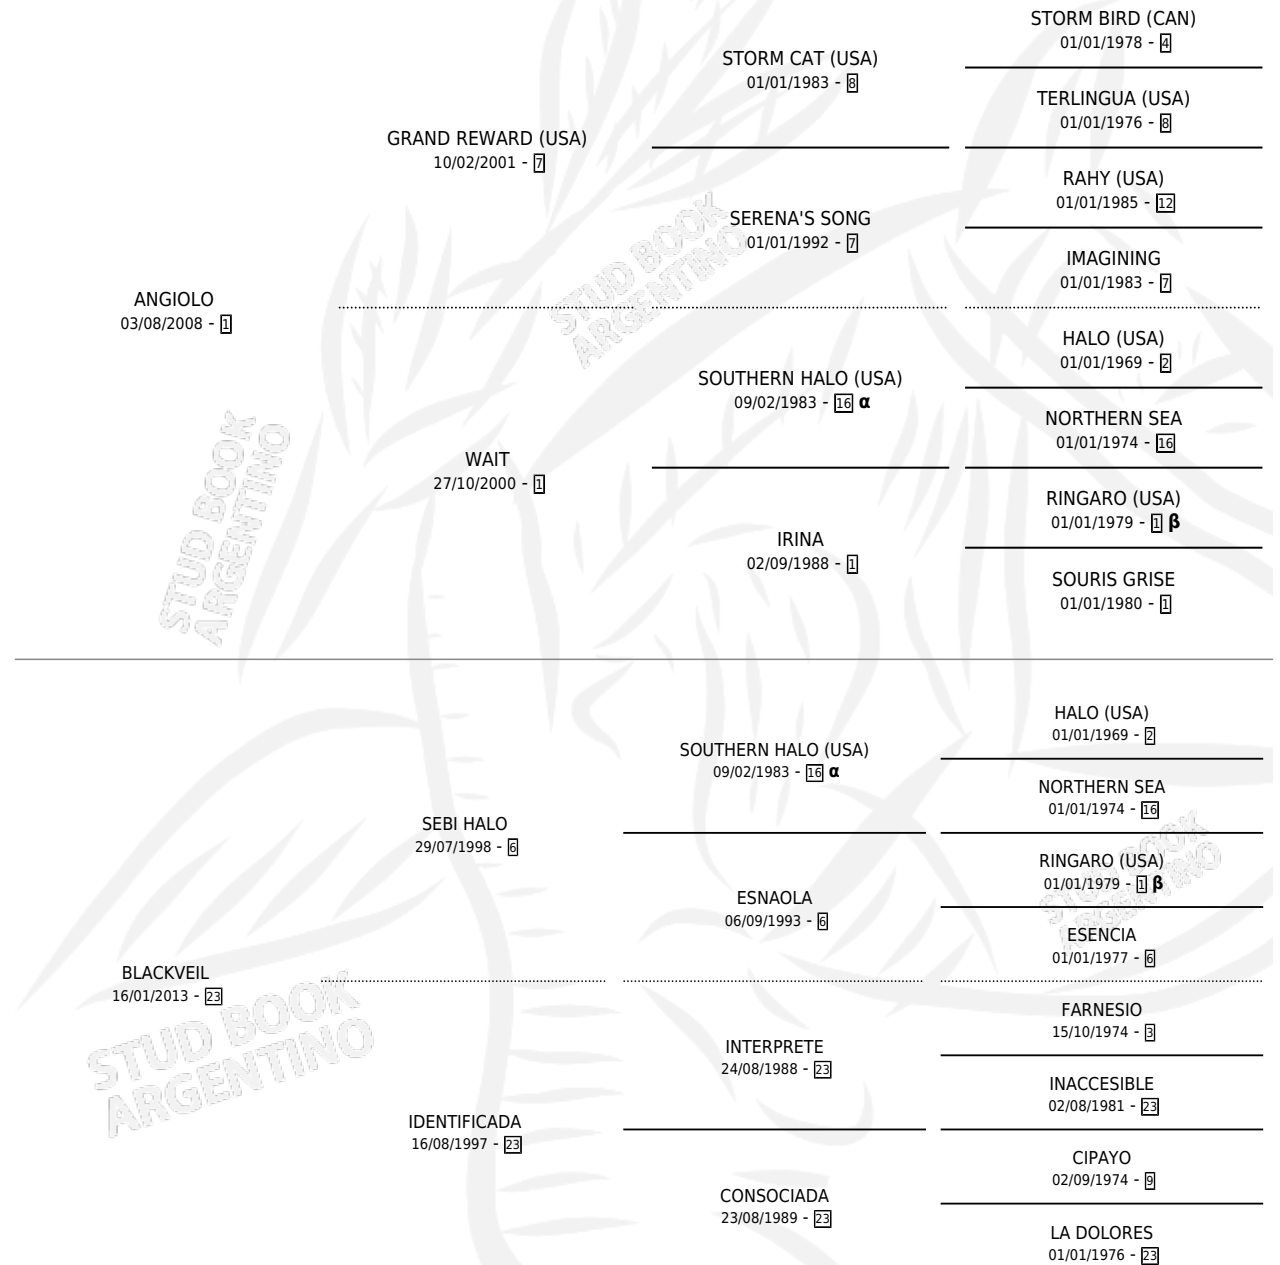 STORM BIRD (CAN)
01/01/1978 - 4
STORM CAT (USA)
01/01/1983 - 8
TERLINGUA (USA)
01/01/1976 - 8
GRAND REWARD (USA)
10/02/2001 - 7
RAHY (USA)
01/01/1985 - 12
SERENA'S SONG
01/01/1992 - 7
IMAGINING
01/01/1983 - 7
STUD BOOK
ARGENTINO
ANGIOLO
03/08/2008 - 1
HALO (USA)
01/01/1969 - 2
SOUTHERN HALO (USA)
09/02/1983 - 16 α
NORTHERN SEA
01/01/1974 - 16
WAIT
27/10/2000 - 1
RINGARO (USA)
01/01/1979 - 1 β
IRINA
02/09/1988 - 1
SOURIS GRISE
01/01/1980 - 1
STUD BOOK
ARGENTINO
HALO (USA)
01/01/1969 - 2
SOUTHERN HALO (USA)
09/02/1983 - 16 α
NORTHERN SEA
01/01/1974 - 16
SEBI HALO
29/07/1998 - 6
RINGARO (USA)
01/01/1979 - 1 β
ESNAOLA
06/09/1993 - 6
ESENCIA
01/01/1977 - 6
STUD BOOK
ARGENTINO
BLACKVEIL
16/01/2013 - 23
FARNESIO
15/10/1974 - 3
INTERPRETE
24/08/1988 - 23
INACCESIBLE
02/08/1981 - 23
IDENTIFICADA
16/08/1997 - 23
CIPAYO
02/09/1974 - 9
CONSOCIADA
23/08/1989 - 23
LA DOLORES
01/01/1976 - 23
STUD BOOK
ARGENTINO